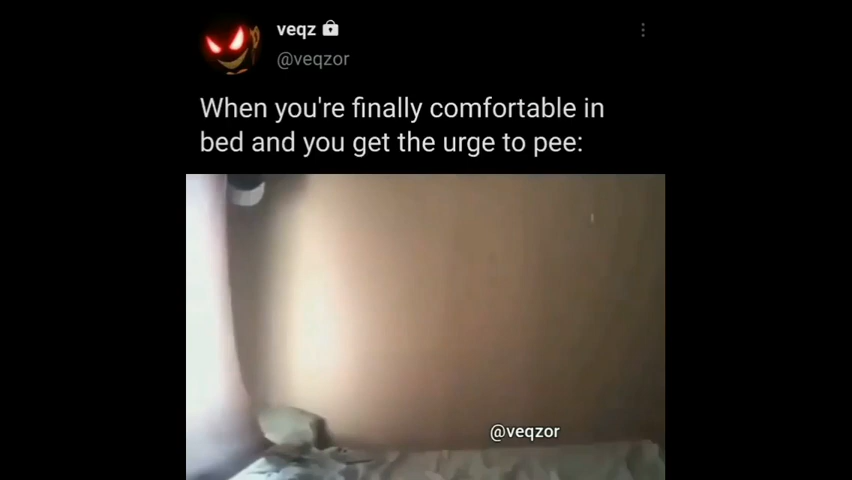 veqz
@veqzor
When you're finally comfortable in
bed and you get the urge to pee:
@veqzor